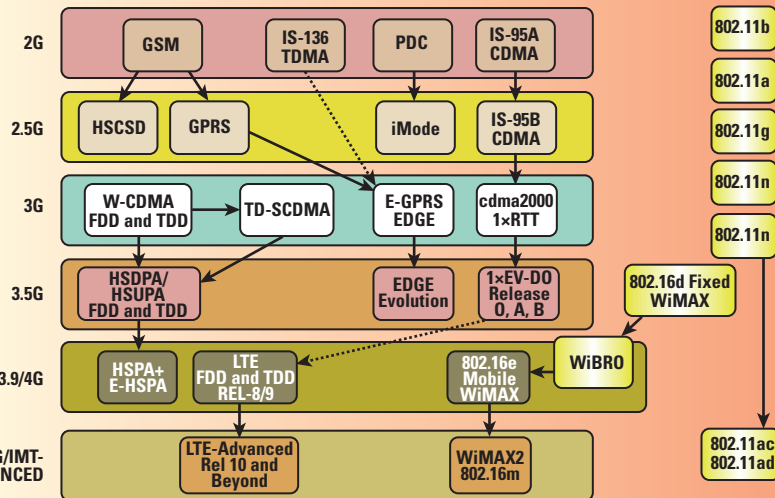 2G
GSM
IS-136
TDMA
PDC
IS-95A
CDMA
802.11b
802.11a
2.5G
HSCSD
GPRS
iMode
IS-95B
CDMA
802.11g
802.11n
3G
W-CDMA
FDD and TDD
TD-SCDMA
E-GPRS
EDGE
cdma2000
1×RTT
802.11n
3.5G
HSDPA/
HSUPA
FDD and TDD
EDGE
Evolution
1×EV-DO
Release
0, A, B
802.16d Fixed
WiMAX
3.9/4G
HSPA+
E-HSPA
LTE
FDD and TDD
REL-8/9
802.16e
Mobile
WiMAX
WiBRO
G/IMT-
NCED
LTE-Advanced
Rel 10 and
Beyond
WiMAX2
802.16m
802.11ac
802.11ad